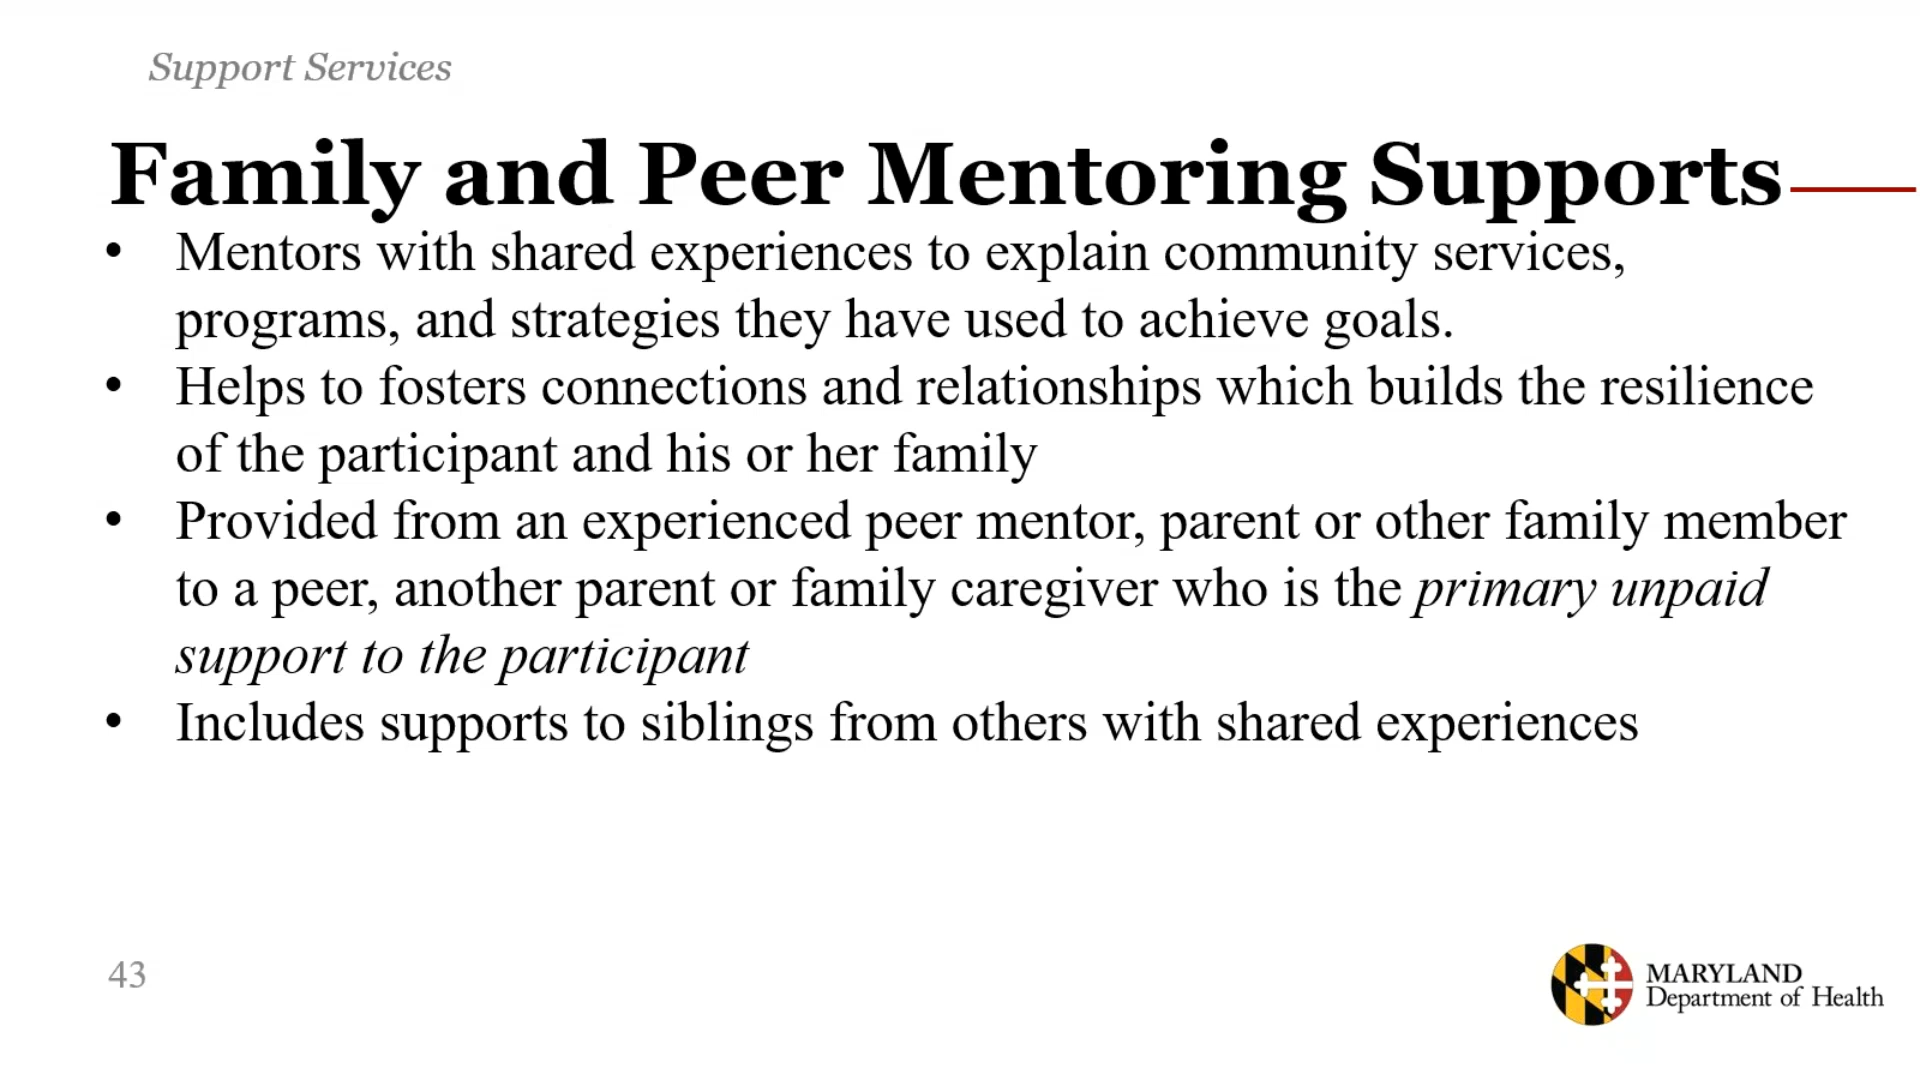 Support Services
Family and Peer Mentoring Supports
• Mentors with shared experiences to explain community services,
programs, and strategies they have used to achieve goals.
• Helps to fosters connections and relationships which builds the resilience
of the participant and his or her family
• Provided from an experienced peer mentor, parent or other family member
to a peer, another parent or family caregiver who is the primary unpaid
support to the participant
• Includes supports to siblings from others with shared experiences
43
MARYLAND
Department of Health